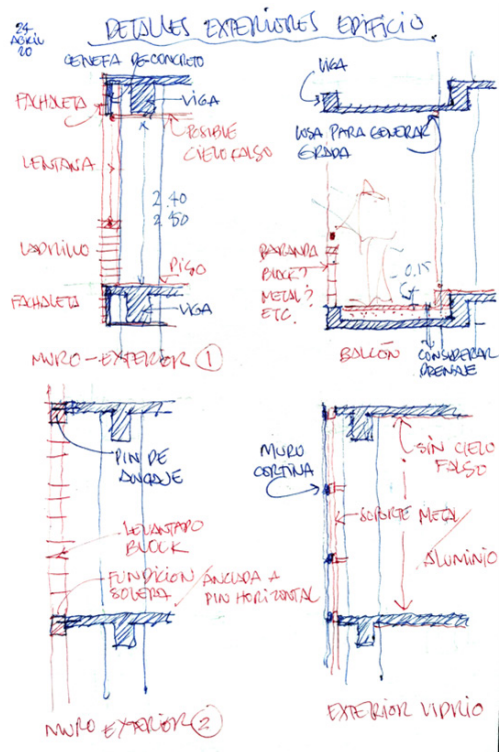 24
ABRIL
20
DETALLES EXTERIORES EDIFICIO
CENEFA DE CONCRETO
FACHALETA
VIGA
POSIBLE
CIELO FALSO
VENTANA
2.40
2.50
LADRILLO
PISO
FACHALETA
VIGA
MURO-EXTERIOR 1
VIGA
LOSA PARA GENERAR
GRADA
BARANDA
BLOCK?
METAL?
ETC.
0.15
BALCÓN
CONSIDERAR
DRENAJE
PIN DE
ANCLAJE
LEVANTADO
BLOCK
FUNDICION
SOLERA
ANCLADA A
PIN HORIZONTAL
MURO EXTERIOR 2
MURO
CORTINA
SIN CIELO
FALSO
SOPORTE METAL
ALUMINIO
EXTERIOR VIDRIO